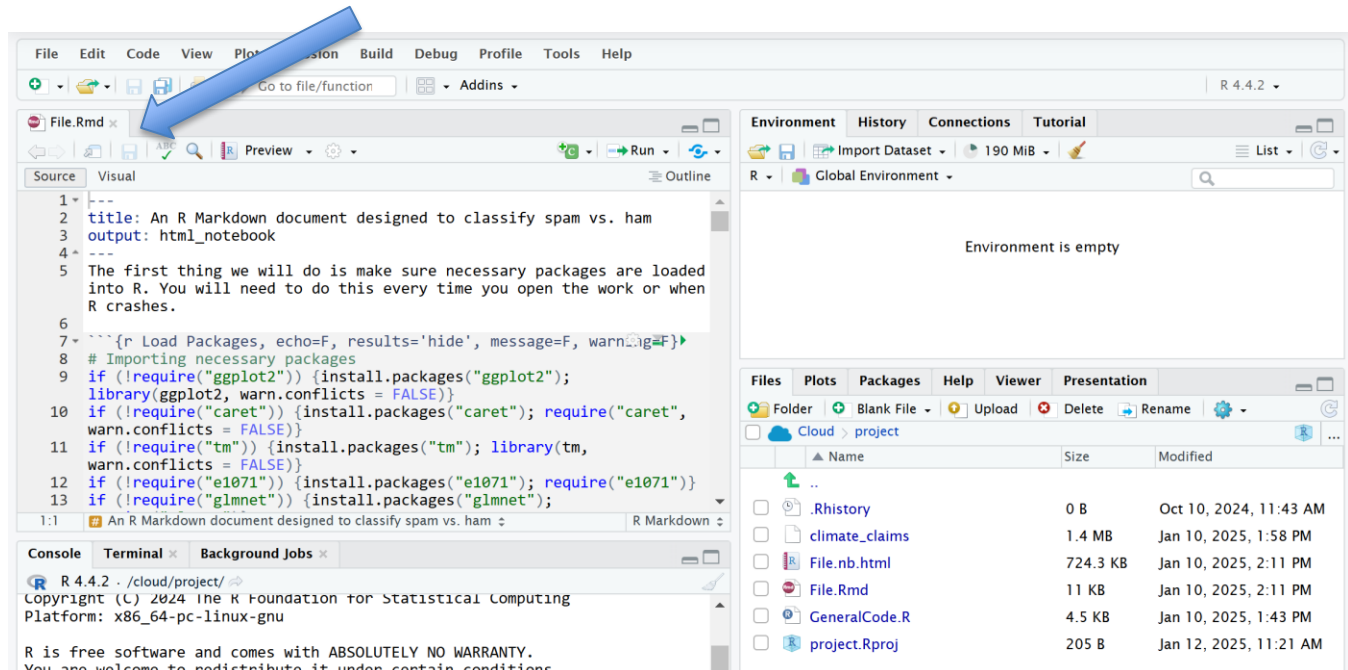 File Edit Code View Build Debug Profile Tools Help
Go to file/function Addins R 4.4.2
File.Rmd
ABC Preview Run
Source Visual Outline
1 ---
2 title: An R Markdown document designed to classify spam vs. ham
3 output: html_notebook
4 ---
5 The first thing we will do is make sure necessary packages are loaded
into R. You will need to do this every time you open the work or when
R crashes.
6
7 ```{r Load Packages, echo=F, results='hide', message=F, warning=F}
8 # Importing necessary packages
9 if (!require("ggplot2")) {install.packages("ggplot2");
library(ggplot2, warn.conflicts = FALSE)}
10 if (!require("caret")) {install.packages("caret"); require("caret",
warn.conflicts = FALSE)}
11 if (!require("tm")) {install.packages("tm"); library(tm,
warn.conflicts = FALSE)}
12 if (!require("e1071")) {install.packages("e1071"); require("e1071")}
13 if (!require("glmnet")) {install.packages("glmnet");
1:1 # An R Markdown document designed to classify spam vs. ham R Markdown
Console Terminal Background Jobs
R 4.4.2 · /cloud/project/
Copyright (C) 2024 The R Foundation for Statistical Computing
Platform: x86_64-pc-linux-gnu
R is free software and comes with ABSOLUTELY NO WARRANTY.
You are welcome to redistribute it under certain conditions.
Environment History Connections Tutorial
Import Dataset 190 MiB List
R Global Environment
Environment is empty
Files Plots Packages Help Viewer Presentation
Folder Blank File Upload Delete Rename
Cloud > project R ...
Name Size Modified
..
.Rhistory 0 B Oct 10, 2024, 11:43 AM
climate_claims 1.4 MB Jan 10, 2025, 1:58 PM
File.nb.html 724.3 KB Jan 10, 2025, 2:11 PM
File.Rmd 11 KB Jan 10, 2025, 2:11 PM
GeneralCode.R 4.5 KB Jan 10, 2025, 1:43 PM
project.Rproj 205 B Jan 12, 2025, 11:21 AM